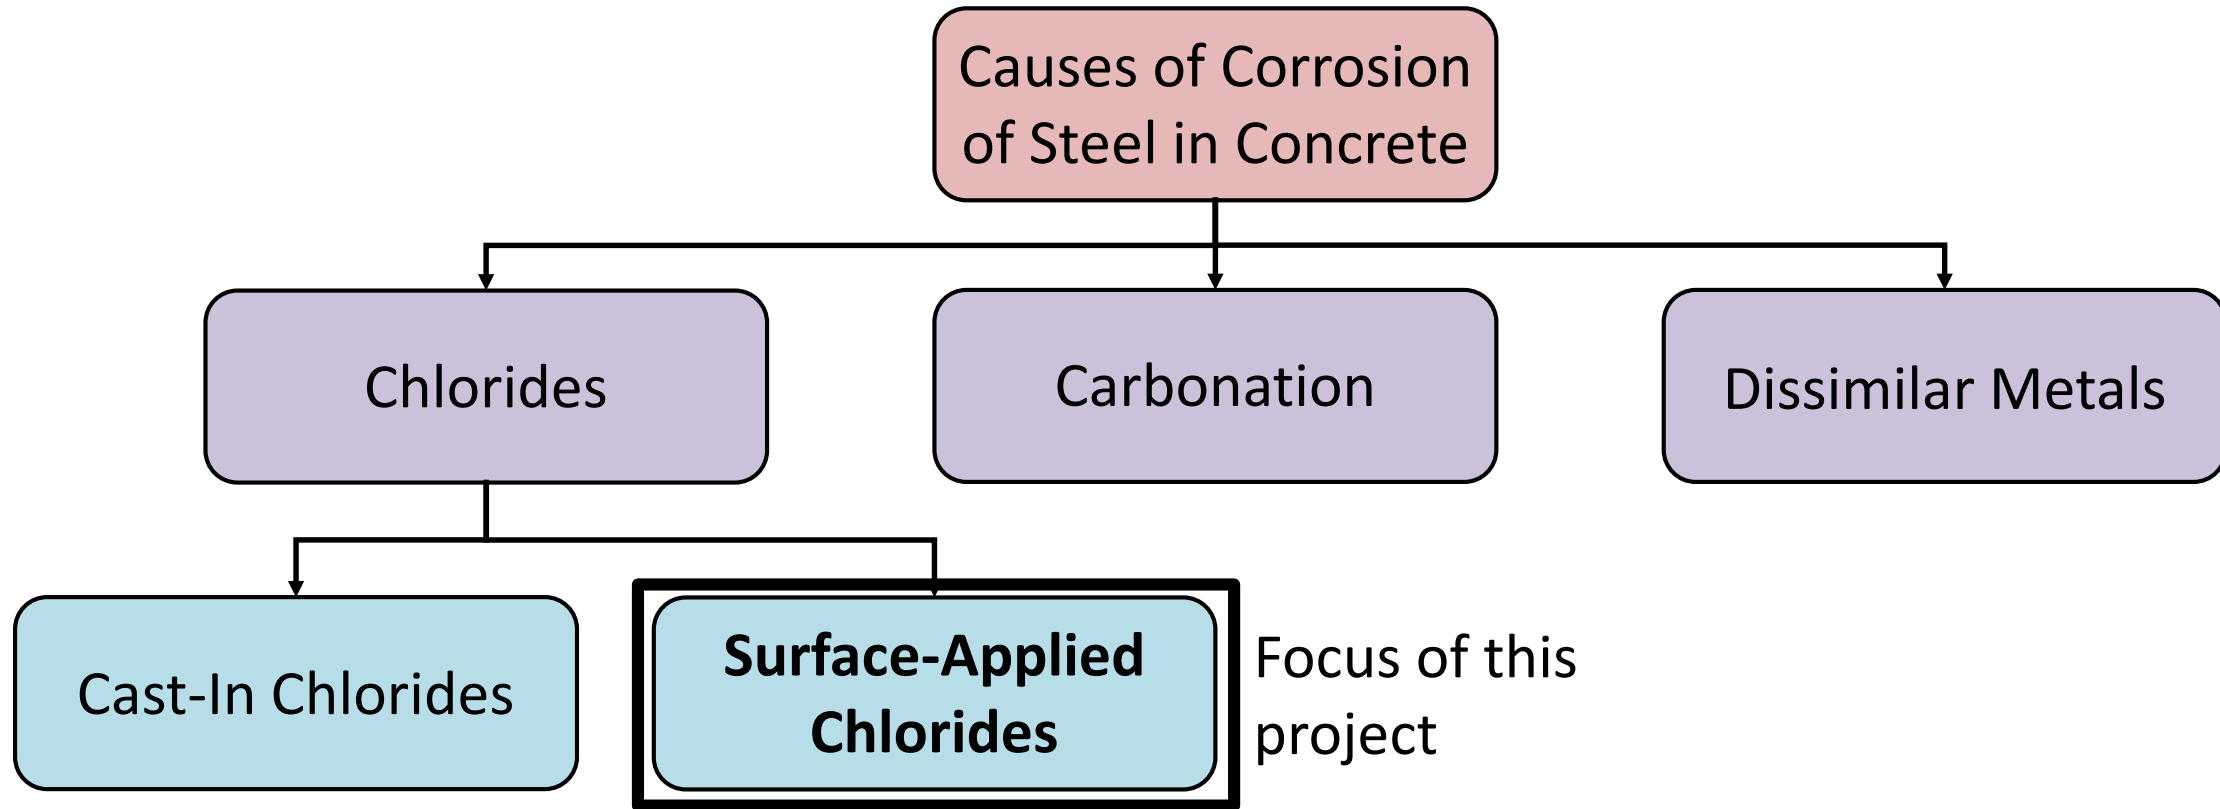 Causes of Corrosion
of Steel in Concrete
Chlorides
Carbonation
Dissimilar Metals
Cast-In Chlorides
Surface-Applied
Chlorides
Focus of this
project